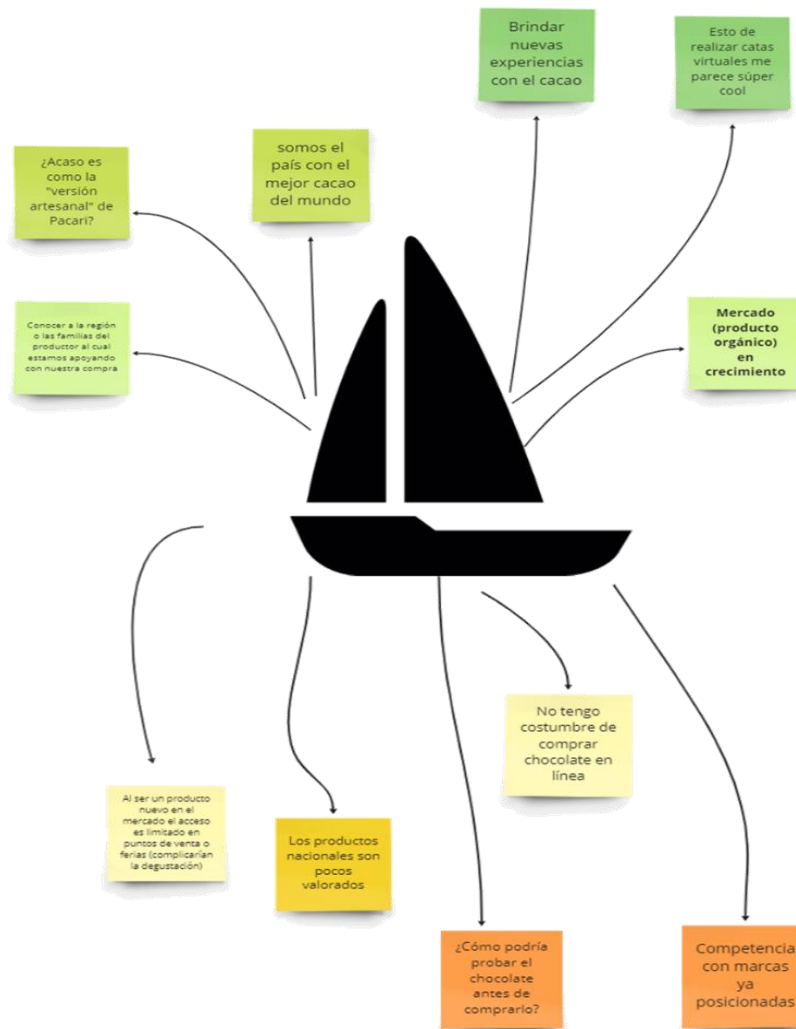 Brindar
nuevas
experiencias
con el cacao
Esto de
realizar catas
virtuales me
parece súper
cool
¿Acaso es
como la
"versión
artesanal" de
Pacari?
somos el
país con el
mejor cacao
del mundo
Conocer a la región
o las familias del
productor al cual
estamos apoyando
con nuestra compra
Mercado
(producto
orgánico)
en
crecimiento
No tengo
costumbre de
comprar
chocolate en
línea
Al ser un producto
nuevo en el
mercado el acceso
es limitado en
puntos de venta o
ferias (complicarían
la degustación)
Los productos
nacionales son
pocos
valorados
¿Cómo podría
probar el
chocolate
antes de
comprarlo?
Competencia
con marcas
ya
posicionadas